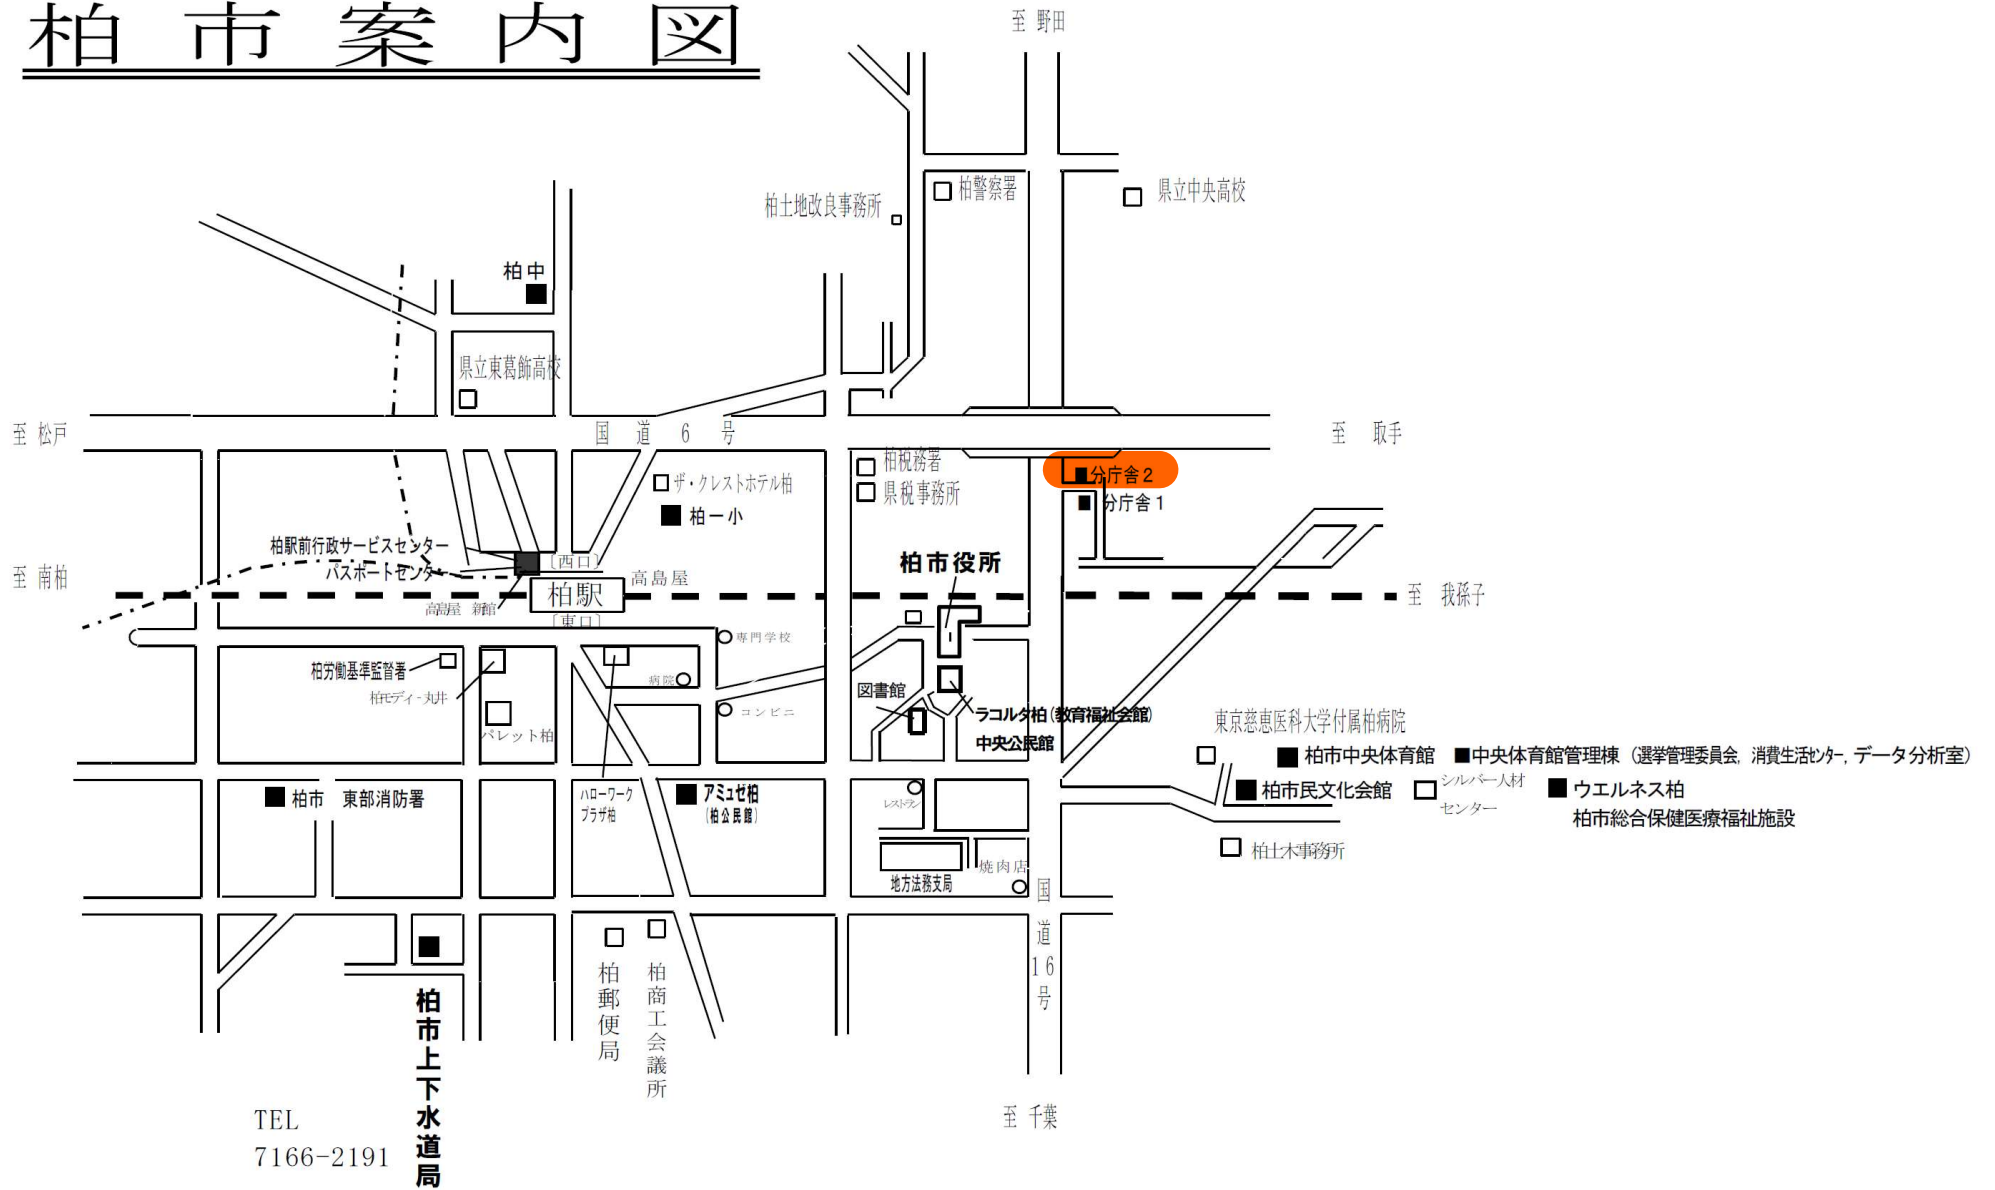 柏市案内図
至 野田
柏土地改良事務所
柏警察署
県立中央高校
柏中
県立東葛飾高校
至 松戸
国道6号
至 取手
柏税務署
県税事務所
ザ・クレストホテル柏
柏一小
■分庁舎2
■ 分庁舎1
柏駅前行政サービスセンター
パスポートセンター
[西口]
高島屋
柏市役所
至 南柏
柏駅
至 我孫子
高島屋 新館
[東口]
専門学校
柏労働基準監督署
柏モディ-丸井
病院
図書館
コンビニ
パレット柏
ラコルタ柏(教育福祉会館)
中央公民館
東京慈恵医科大学付属柏病院
柏市中央体育館
■中央体育館管理棟 (選挙管理委員会, 消費生活センター, データ分析室)
柏市民文化会館
シルバー人材
センター
ウエルネス柏
柏市総合保健医療福祉施設
柏市 東部消防署
ハローワーク
プラザ柏
アミュゼ柏
(柏公民館)
レストラン
柏土木事務所
焼肉店
地方法務支局
国道16号
柏市上下水道局
柏郵便局
柏商工会議所
至 千葉
TEL
7166-2191